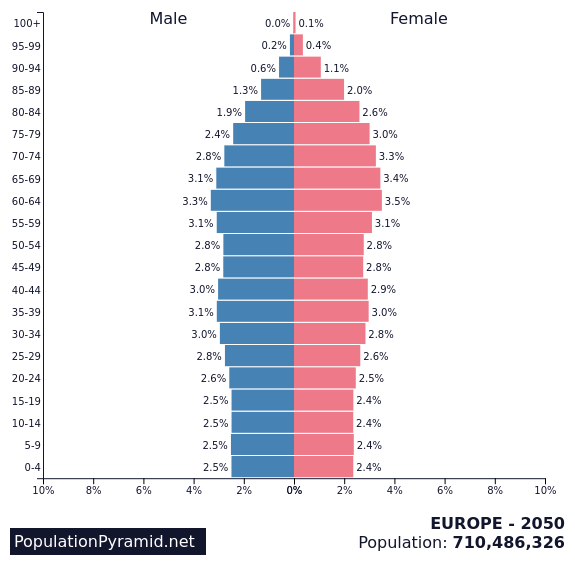 Male Female
100+ 0.0% 0.1%
95-99 0.2% 0.4%
90-94 0.6% 1.1%
85-89 1.3% 2.0%
80-84 1.9% 2.6%
75-79 2.4% 3.0%
70-74 2.8% 3.3%
65-69 3.1% 3.4%
60-64 3.3% 3.5%
55-59 3.1% 3.1%
50-54 2.8% 2.8%
45-49 2.8% 2.8%
40-44 3.0% 2.9%
35-39 3.1% 3.0%
30-34 3.0% 2.8%
25-29 2.8% 2.6%
20-24 2.6% 2.5%
15-19 2.5% 2.4%
10-14 2.5% 2.4%
5-9 2.5% 2.4%
0-4 2.5% 2.4%
10% 8% 6% 4% 2% 0% 2% 4% 6% 8% 10%
EUROPE - 2050
PopulationPyramid.net Population: 710,486,326